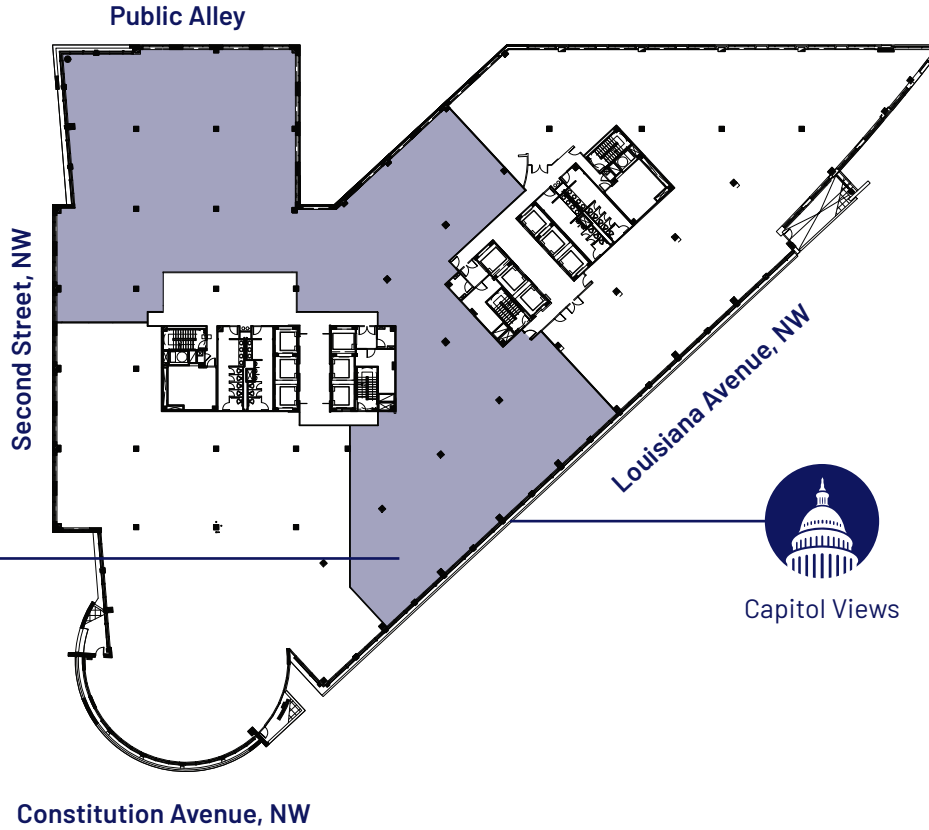 Public Alley
Second Street, NW
Louisiana Avenue, NW
Capitol Views
Constitution Avenue, NW